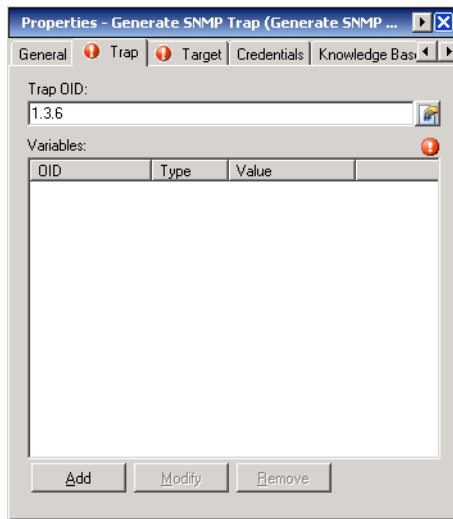 Properties - Generate SNMP Trap (Generate SNMP ...
General Trap Target Credentials Knowledge Bas
Trap OID:
1.3.6
Variables:
OID Type Value
Add Modify Remove